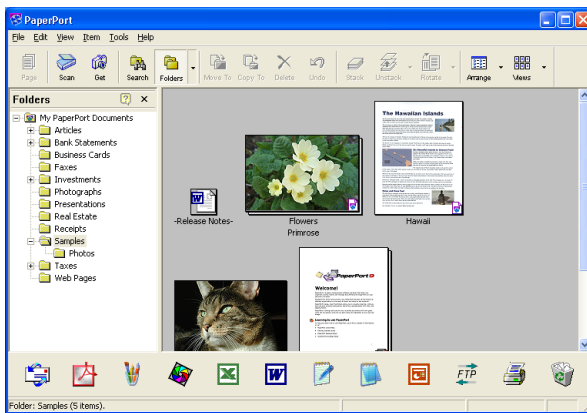 PaperPort
File Edit View Item Tools Help
Page Scan Get Search Folders Move To Copy To Delete Undo Stack Unstack Rotate Arrange Views
Folders
My PaperPort Documents
Articles
Bank Statements
Business Cards
Faxes
Investments
Photographs
Presentations
Real Estate
Receipts
Samples
Photos
Taxes
Web Pages
The Hawaiian Islands
-Release Notes-
Flowers
Primrose
Hawaii
PaperPort
Welcome!
FTP
Folder: Samples (5 items).